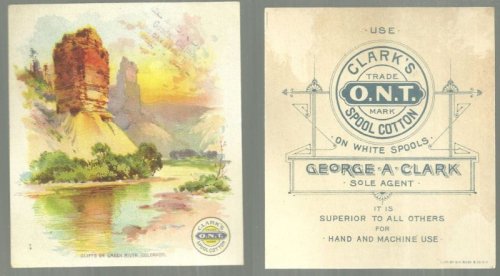 CLARK'S
O.N.T.
SPOOL COTTON
CLIFFS ON GREEN RIVER, COLORADO.
USE
CLARK'S
TRADE
O.N.T.
MARK
SPOOL COTTON
ON WHITE SPOOLS
GEORGE A CLARK
SOLE AGENT
IT IS
SUPERIOR TO ALL OTHERS
FOR
HAND AND MACHINE USE